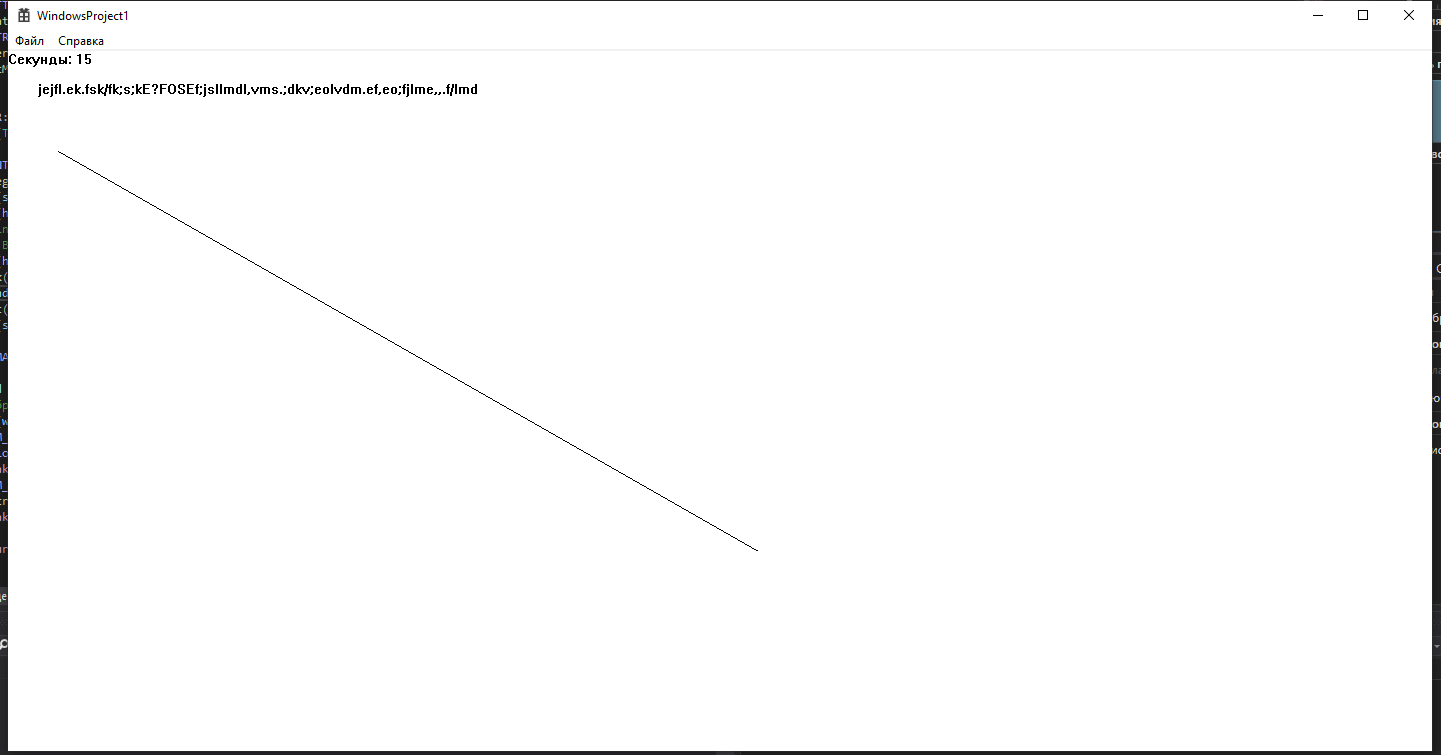 WindowsProject1
Файл Справка
Секунды: 15
jejfl.ek.fsk/fk;s;kE?FOSEf;jsllmdl,vms.;dkv;eolvdm.ef,eo;fjlme,,.f/lmd